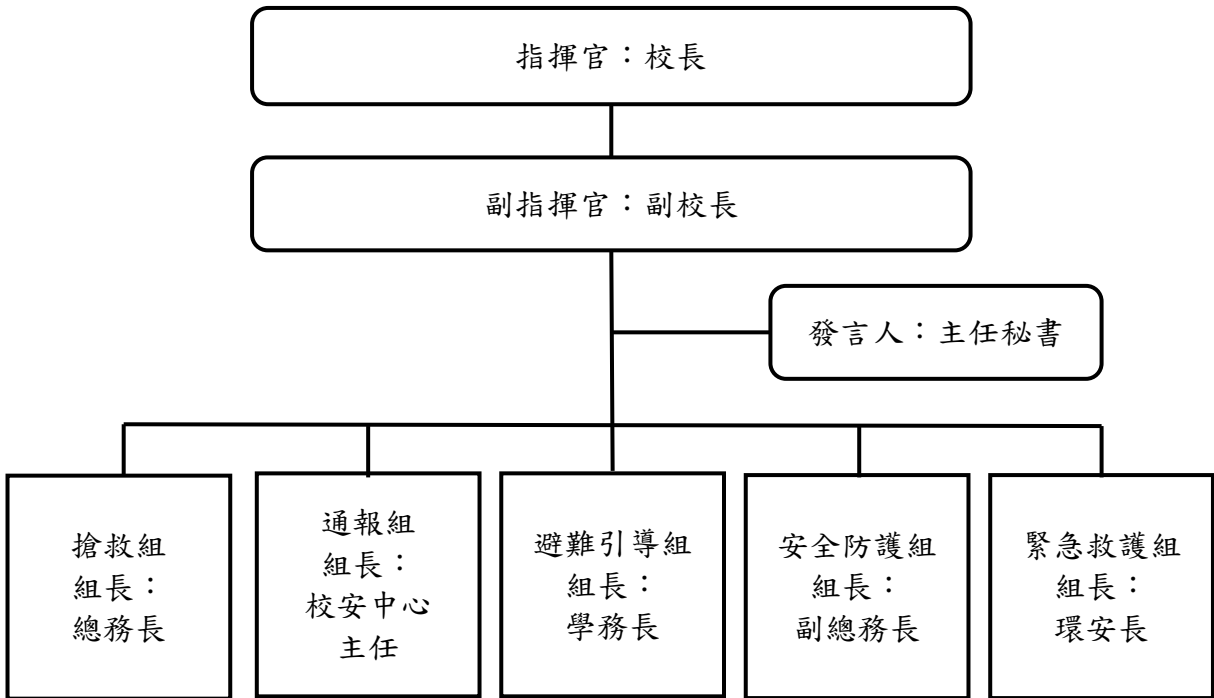 指揮官：校長
副指揮官：副校長
發言人：主任秘書
搶救組
組長：
總務長
通報組
組長：
校安中心
主任
避難引導組
組長：
學務長
安全防護組
組長：
副總務長
緊急救護組
組長：
環安長